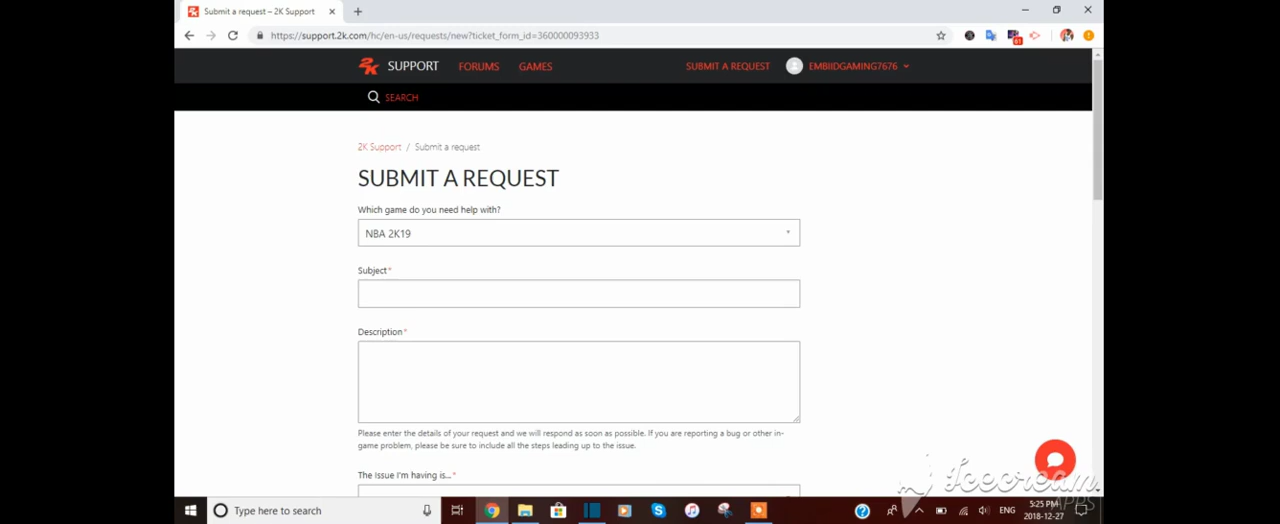 Submit a request – 2K Support
https://support.2k.com/hc/en-us/requests/new?ticket_form_id=360000093933
2K SUPPORT FORUMS GAMES SUBMIT A REQUEST EMBIIDGAMING7676
SEARCH
2K Support / Submit a request
SUBMIT A REQUEST
Which game do you need help with?
NBA 2K19
Subject*
Description*
Please enter the details of your request and we will respond as soon as possible. If you are reporting a bug or other in-
game problem, please be sure to include all the steps leading up to the issue.
The Issue I'm having is...*
Icecream
APPS
Type here to search
ENG
5:25 PM
2018-12-27